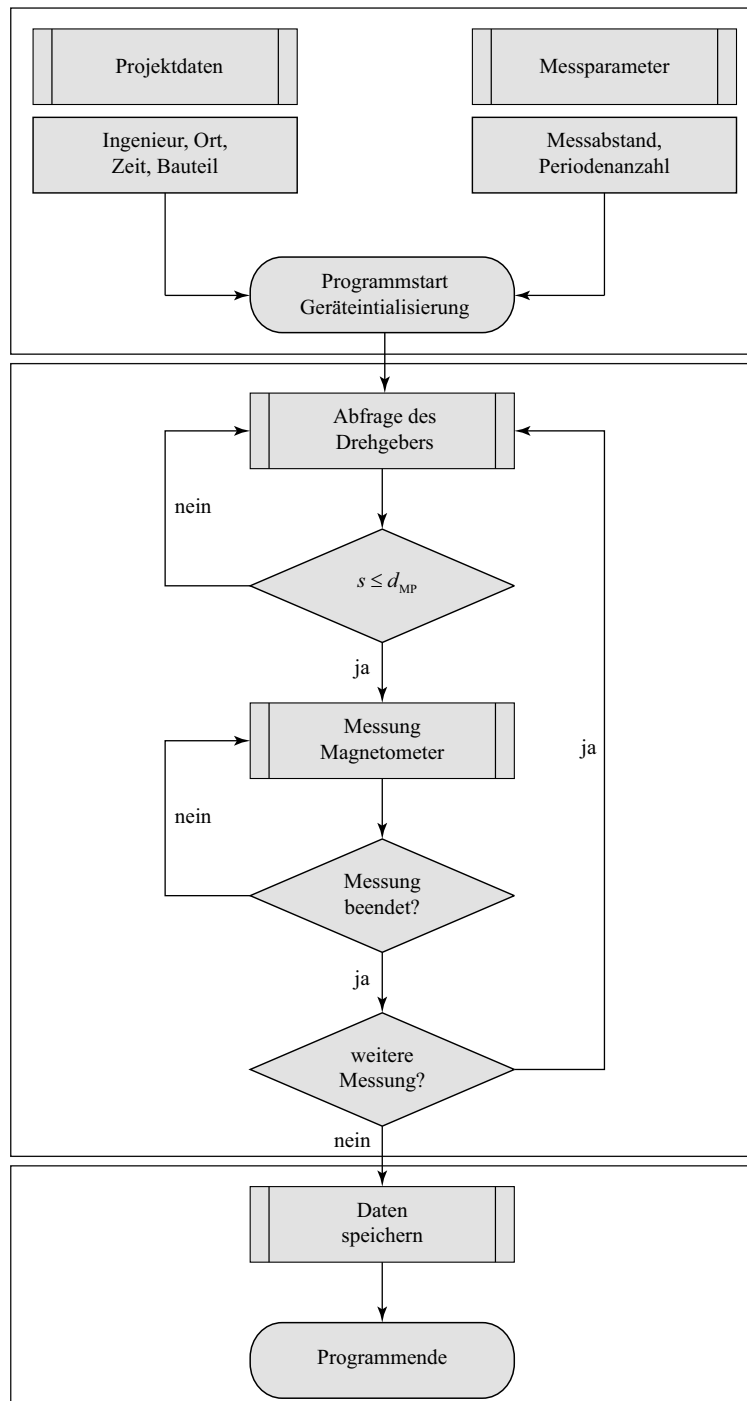 Projektdaten
Messparameter
Ingenieur, Ort,
Zeit, Bauteil
Messabstand,
Periodenanzahl
Programmstart
Geräteintialisierung
Abfrage des
Drehgebers
nein
s ≤ d_MP
ja
Messung
Magnetometer
ja
nein
Messung
beendet?
ja
weitere
Messung?
nein
Daten
speichern
Programmende